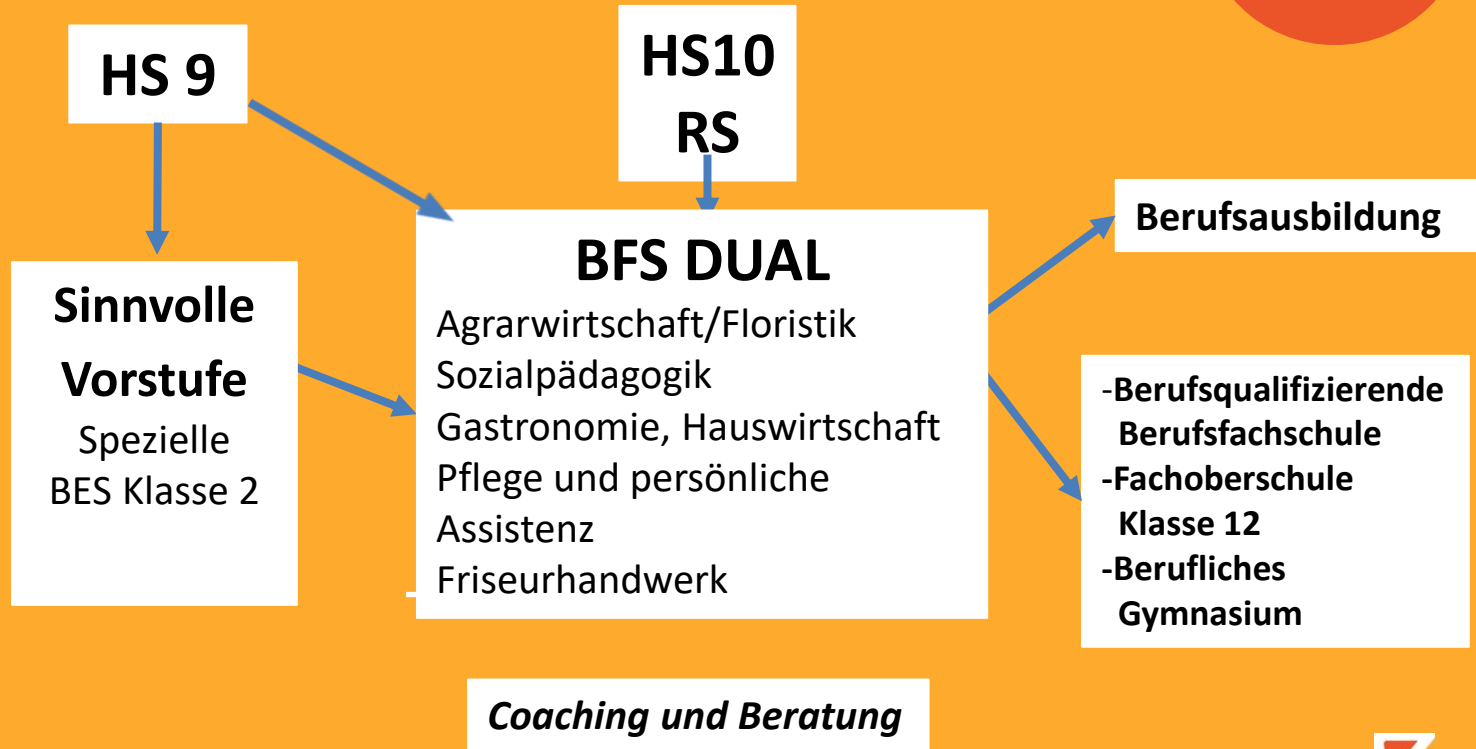 HS 9
HS10
RS
Sinnvolle
Vorstufe
Spezielle
BES Klasse 2
BFS DUAL
Agrarwirtschaft/Floristik
Sozialpädagogik
Gastronomie, Hauswirtschaft
Pflege und persönliche
Assistenz
Friseurhandwerk
Berufsausbildung
-Berufsqualifizierende
Berufsfachschule
-Fachoberschule
Klasse 12
-Berufliches
Gymnasium
Coaching und Beratung